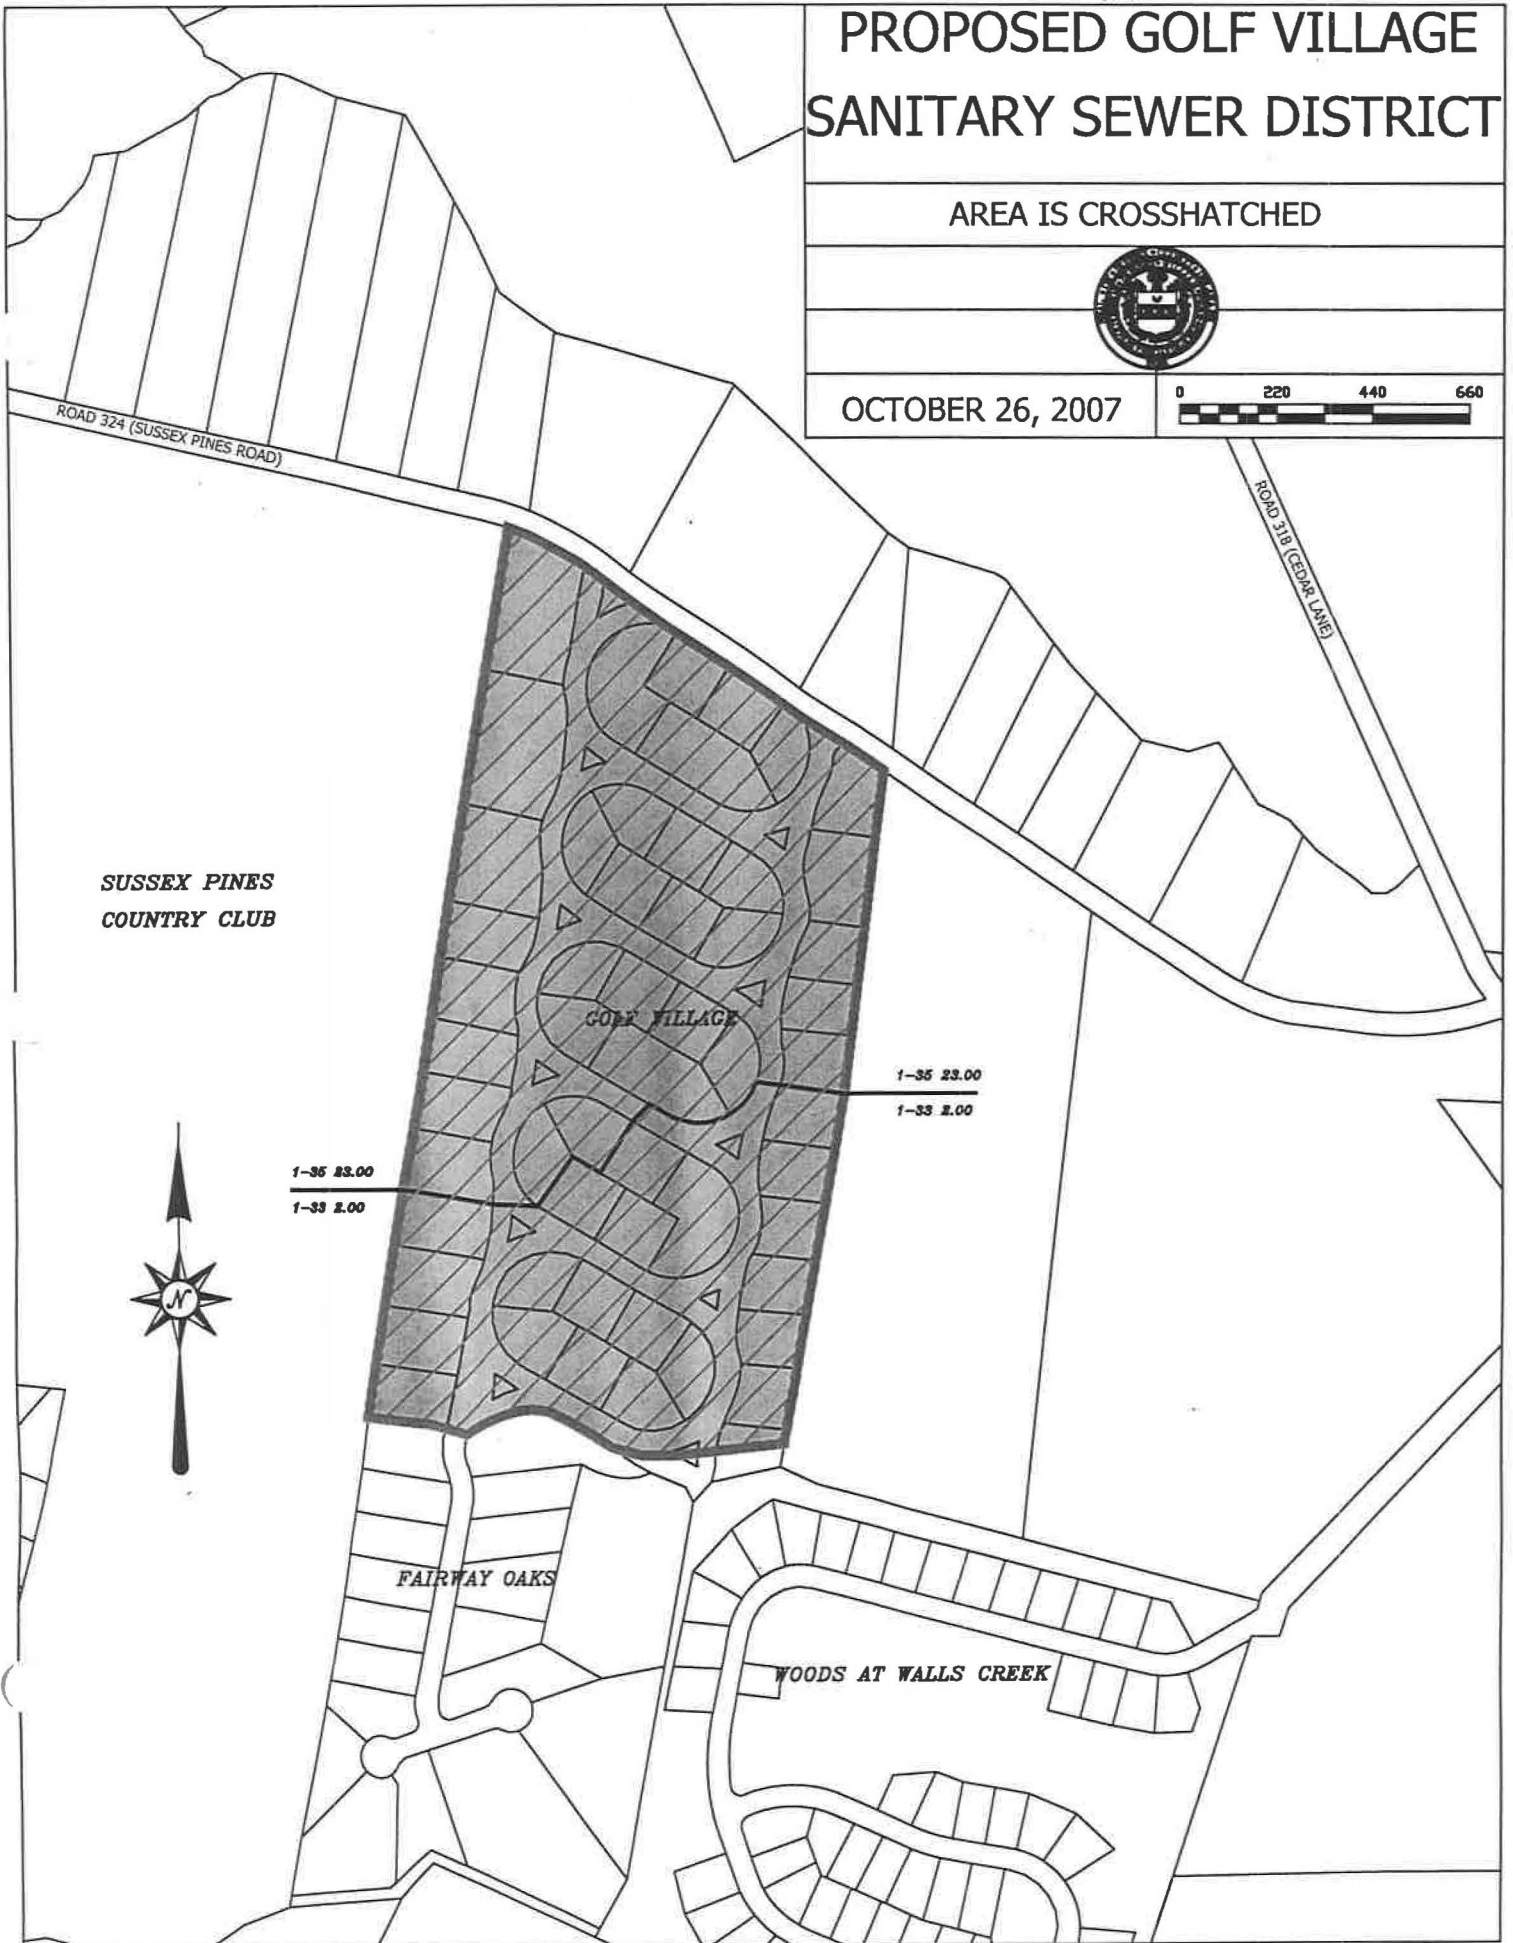 PROPOSED GOLF VILLAGE
SANITARY SEWER DISTRICT
AREA IS CROSSHATCHED
OCTOBER 26, 2007
0 220 440 660
ROAD 324 (SUSSEX PINES ROAD)
ROAD 318 (CEDAR LANE)
SUSSEX PINES
COUNTRY CLUB
GOLF VILLAGE
1-35 23.00
1-33 2.00
1-35 23.00
1-33 2.00
N
FAIRWAY OAKS
WOODS AT WALLS CREEK